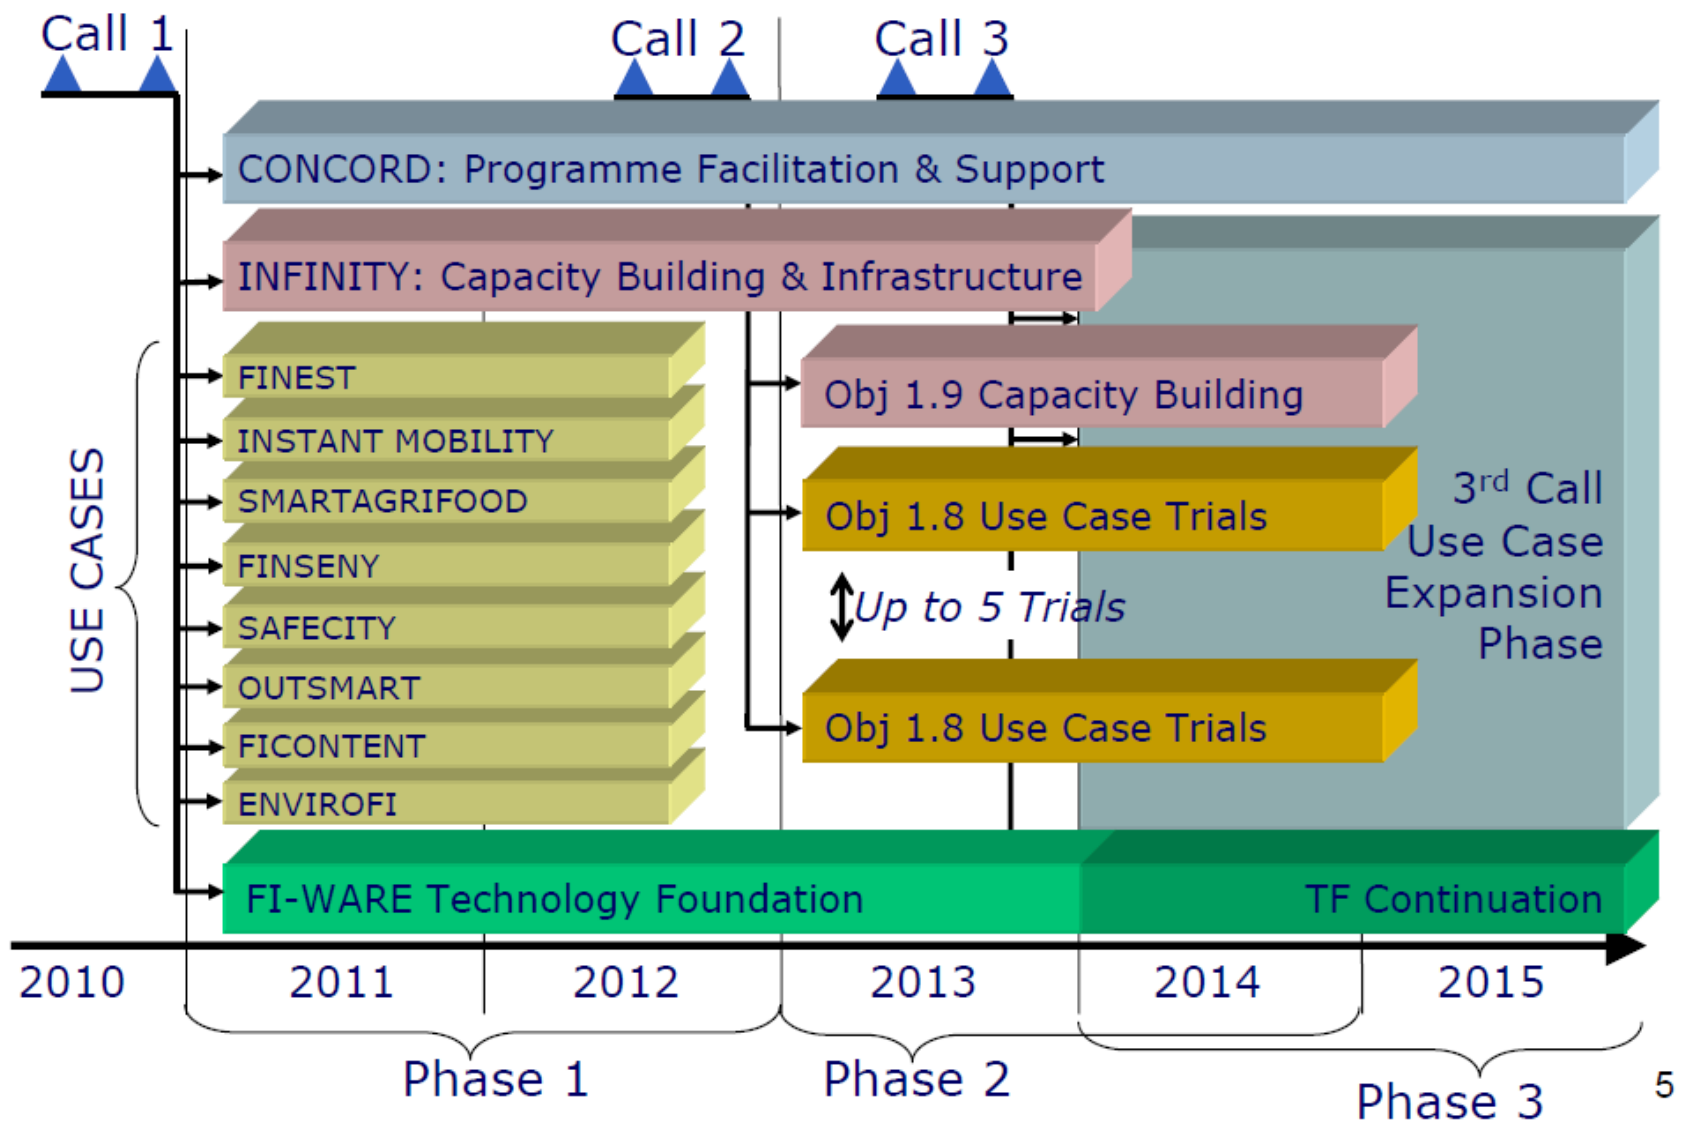 Call 1
Call 2
Call 3
CONCORD: Programme Facilitation & Support
INFINITY: Capacity Building & Infrastructure
USE CASES
FINEST
INSTANT MOBILITY
SMARTAGRIFOOD
FINSENY
SAFECITY
OUTSMART
FICONTENT
ENVIROFI
Obj 1.9 Capacity Building
Obj 1.8 Use Case Trials
Up to 5 Trials
Obj 1.8 Use Case Trials
3rd Call
Use Case
Expansion
Phase
FI-WARE Technology Foundation
TF Continuation
2010
2011
2012
2013
2014
2015
Phase 1
Phase 2
Phase 3
5